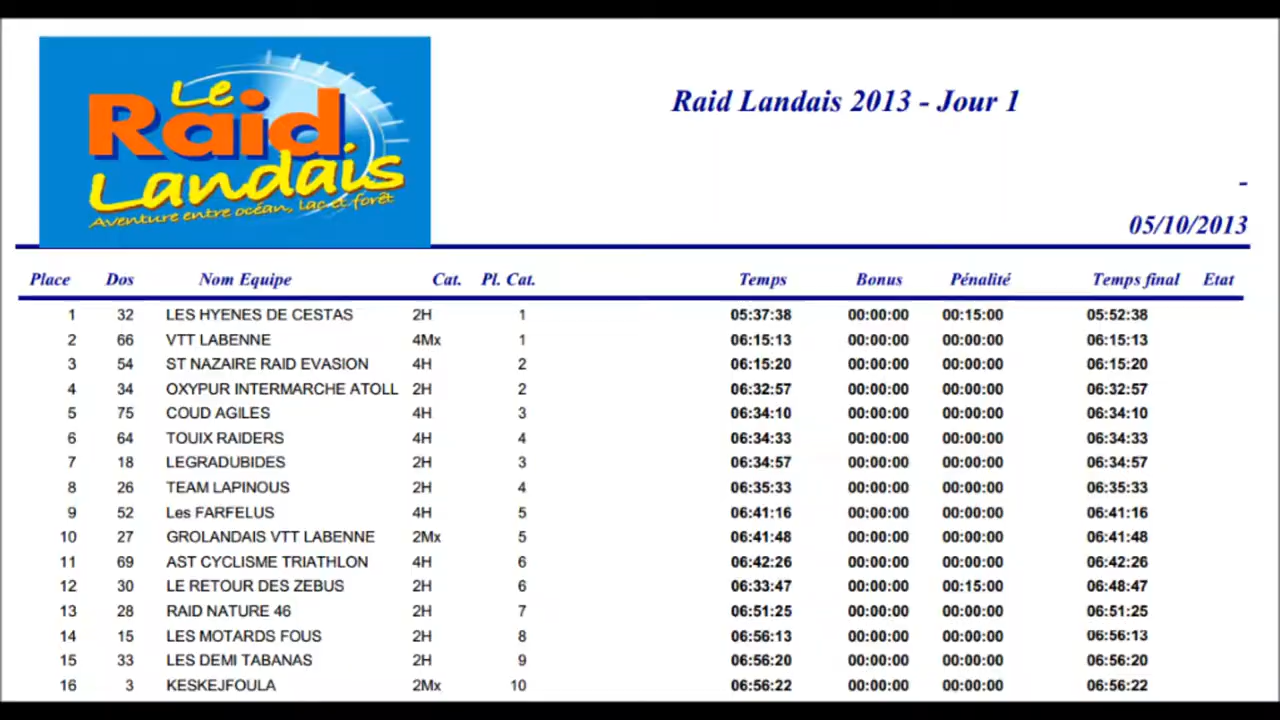 Le
Raid
Landais
Aventure entre océan, lac et forêt
Raid Landais 2013 - Jour 1
-
05/10/2013
Place Dos Nom Equipe Cat. Pl. Cat. Temps Bonus Pénalité Temps final Etat
1 32 LES HYENES DE CESTAS 2H 1 05:37:38 00:00:00 00:15:00 05:52:38
2 66 VTT LABENNE 4Mx 1 06:15:13 00:00:00 00:00:00 06:15:13
3 54 ST NAZAIRE RAID EVASION 4H 2 06:15:20 00:00:00 00:00:00 06:15:20
4 34 OXYPUR INTERMARCHE ATOLL 2H 2 06:32:57 00:00:00 00:00:00 06:32:57
5 75 COUD AGILES 4H 3 06:34:10 00:00:00 00:00:00 06:34:10
6 64 TOUIX RAIDERS 4H 4 06:34:33 00:00:00 00:00:00 06:34:33
7 18 LEGRADUBIDES 2H 3 06:34:57 00:00:00 00:00:00 06:34:57
8 26 TEAM LAPINOUS 2H 4 06:35:33 00:00:00 00:00:00 06:35:33
9 52 Les FARFELUS 4H 5 06:41:16 00:00:00 00:00:00 06:41:16
10 27 GROLANDAIS VTT LABENNE 2Mx 5 06:41:48 00:00:00 00:00:00 06:41:48
11 69 AST CYCLISME TRIATHLON 4H 6 06:42:26 00:00:00 00:00:00 06:42:26
12 30 LE RETOUR DES ZEBUS 2H 6 06:33:47 00:00:00 00:15:00 06:48:47
13 28 RAID NATURE 46 2H 7 06:51:25 00:00:00 00:00:00 06:51:25
14 15 LES MOTARDS FOUS 2H 8 06:56:13 00:00:00 00:00:00 06:56:13
15 33 LES DEMI TABANAS 2H 9 06:56:20 00:00:00 00:00:00 06:56:20
16 3 KESKEJFOULA 2Mx 10 06:56:22 00:00:00 00:00:00 06:56:22